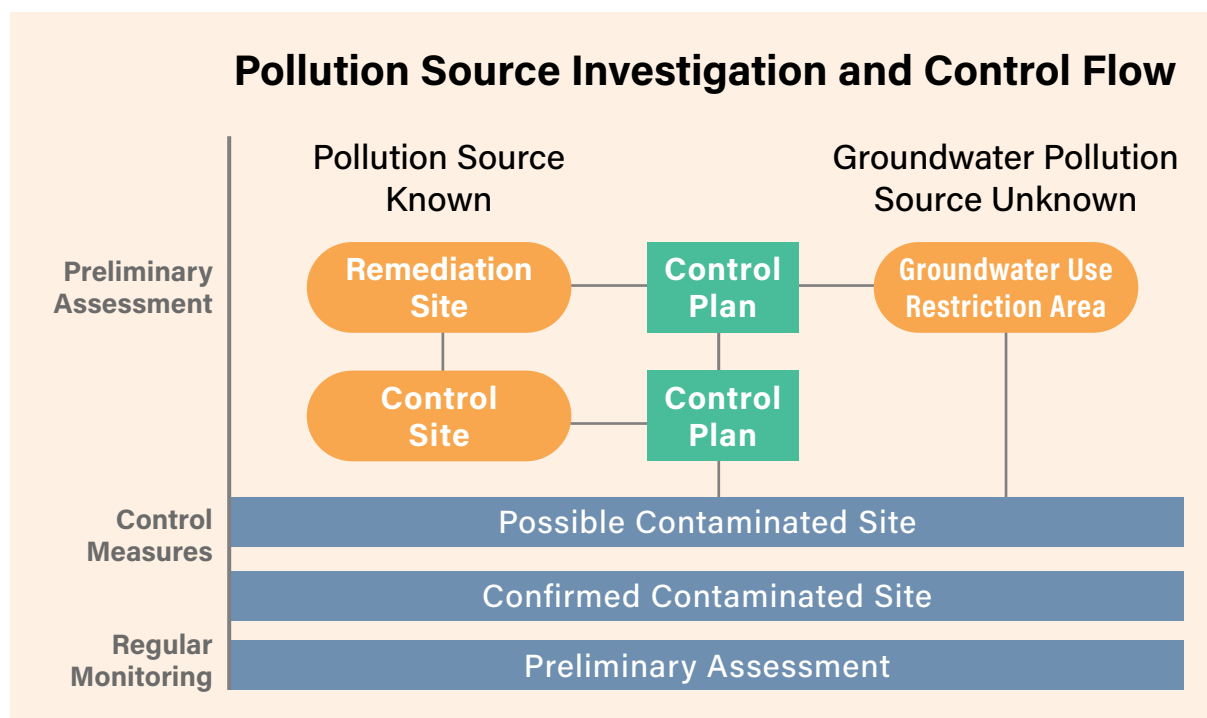 Pollution Source Investigation and Control Flow
Pollution Source
Known
Groundwater Pollution
Source Unknown
Preliminary
Assessment
Remediation
Site
Control
Plan
Groundwater Use
Restriction Area
Control
Site
Control
Plan
Control
Measures
Possible Contaminated Site
Confirmed Contaminated Site
Regular
Monitoring
Preliminary Assessment